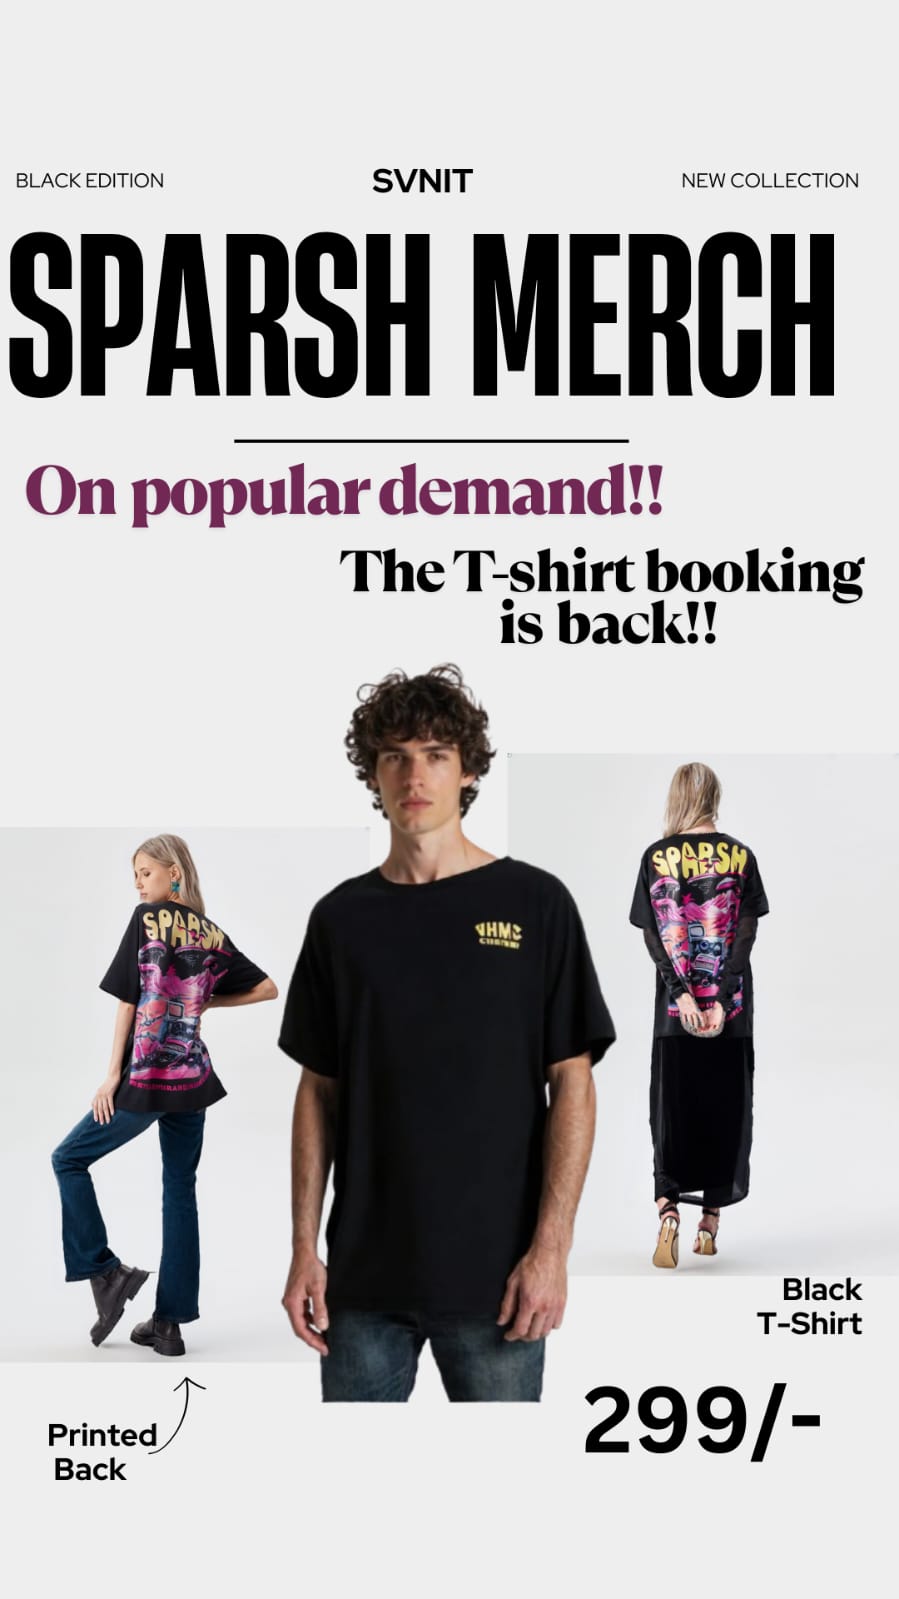 BLACK EDITION
SVNIT
NEW COLLECTION
SPARSH MERCH
On popular demand!!
The T-shirt booking
is back!!
SPARSH
SPARSH
Black
T-Shirt
299/-
Printed
Back